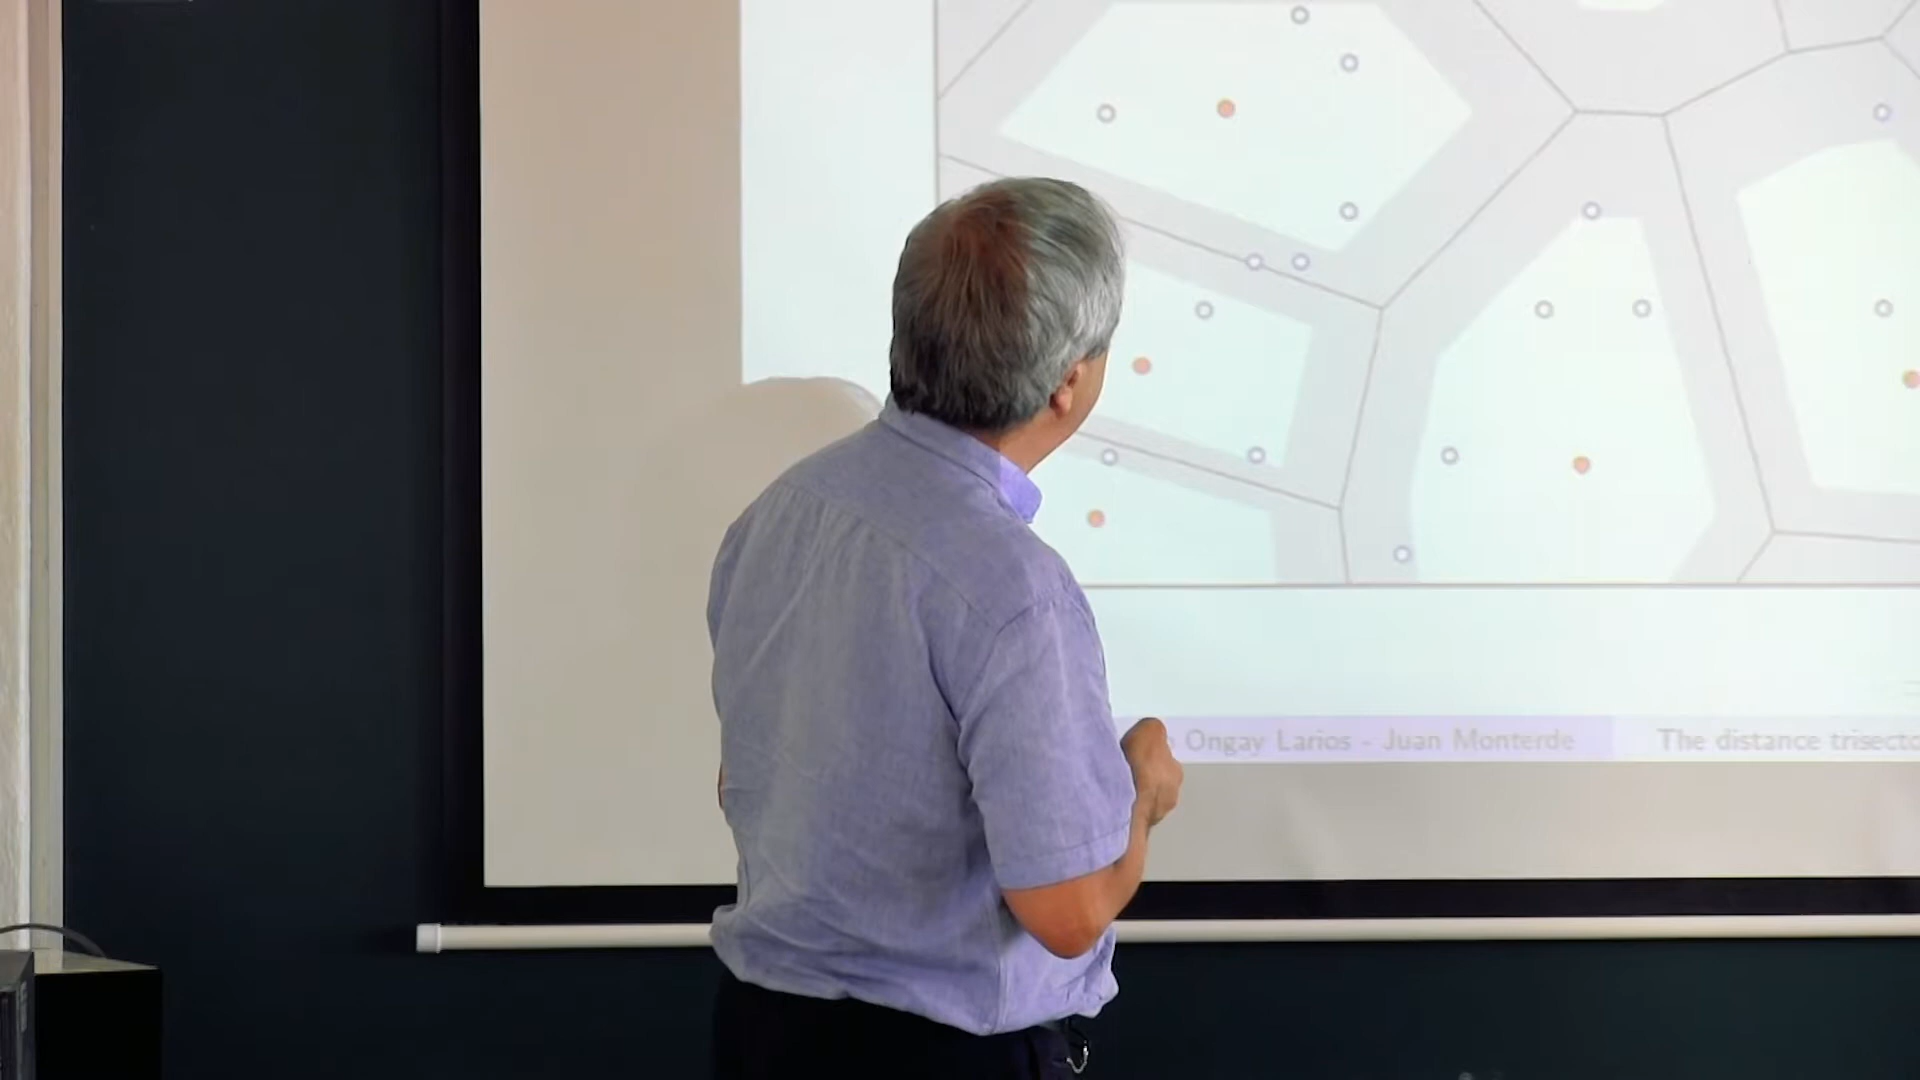 Ongay Larios - Juan Monterde
The distance trisecto